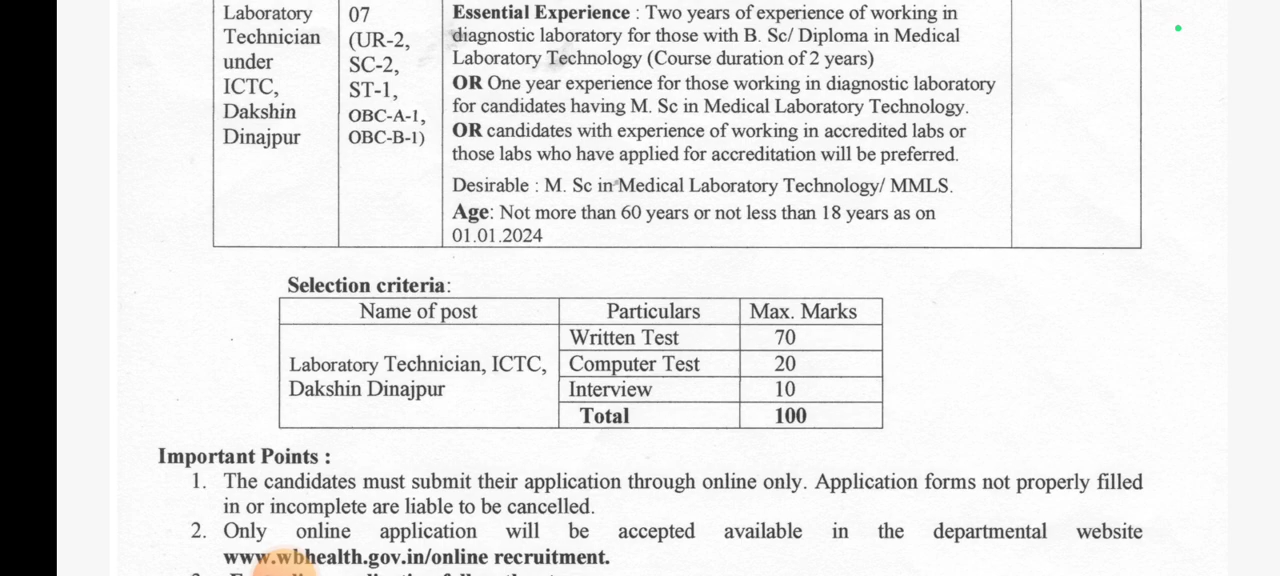 Laboratory
Technician
under
ICTC,
Dakshin
Dinajpur
07
(UR-2,
SC-2,
ST-1,
OBC-A-1,
OBC-B-1)
Essential Experience : Two years of experience of working in
diagnostic laboratory for those with B. Sc/ Diploma in Medical
Laboratory Technology (Course duration of 2 years)
OR One year experience for those working in diagnostic laboratory
for candidates having M. Sc in Medical Laboratory Technology.
OR candidates with experience of working in accredited labs or
those labs who have applied for accreditation will be preferred.
Desirable : M. Sc in Medical Laboratory Technology/ MMLS.
Age: Not more than 60 years or not less than 18 years as on
01.01.2024
Selection criteria:
Name of post Particulars Max. Marks
Written Test 70
Laboratory Technician, ICTC, Computer Test 20
Dakshin Dinajpur Interview 10
Total 100
Important Points :
1. The candidates must submit their application through online only. Application forms not properly filled
in or incomplete are liable to be cancelled.
2. Only online application will be accepted available in the departmental website
www.wbhealth.gov.in/online recruitment.